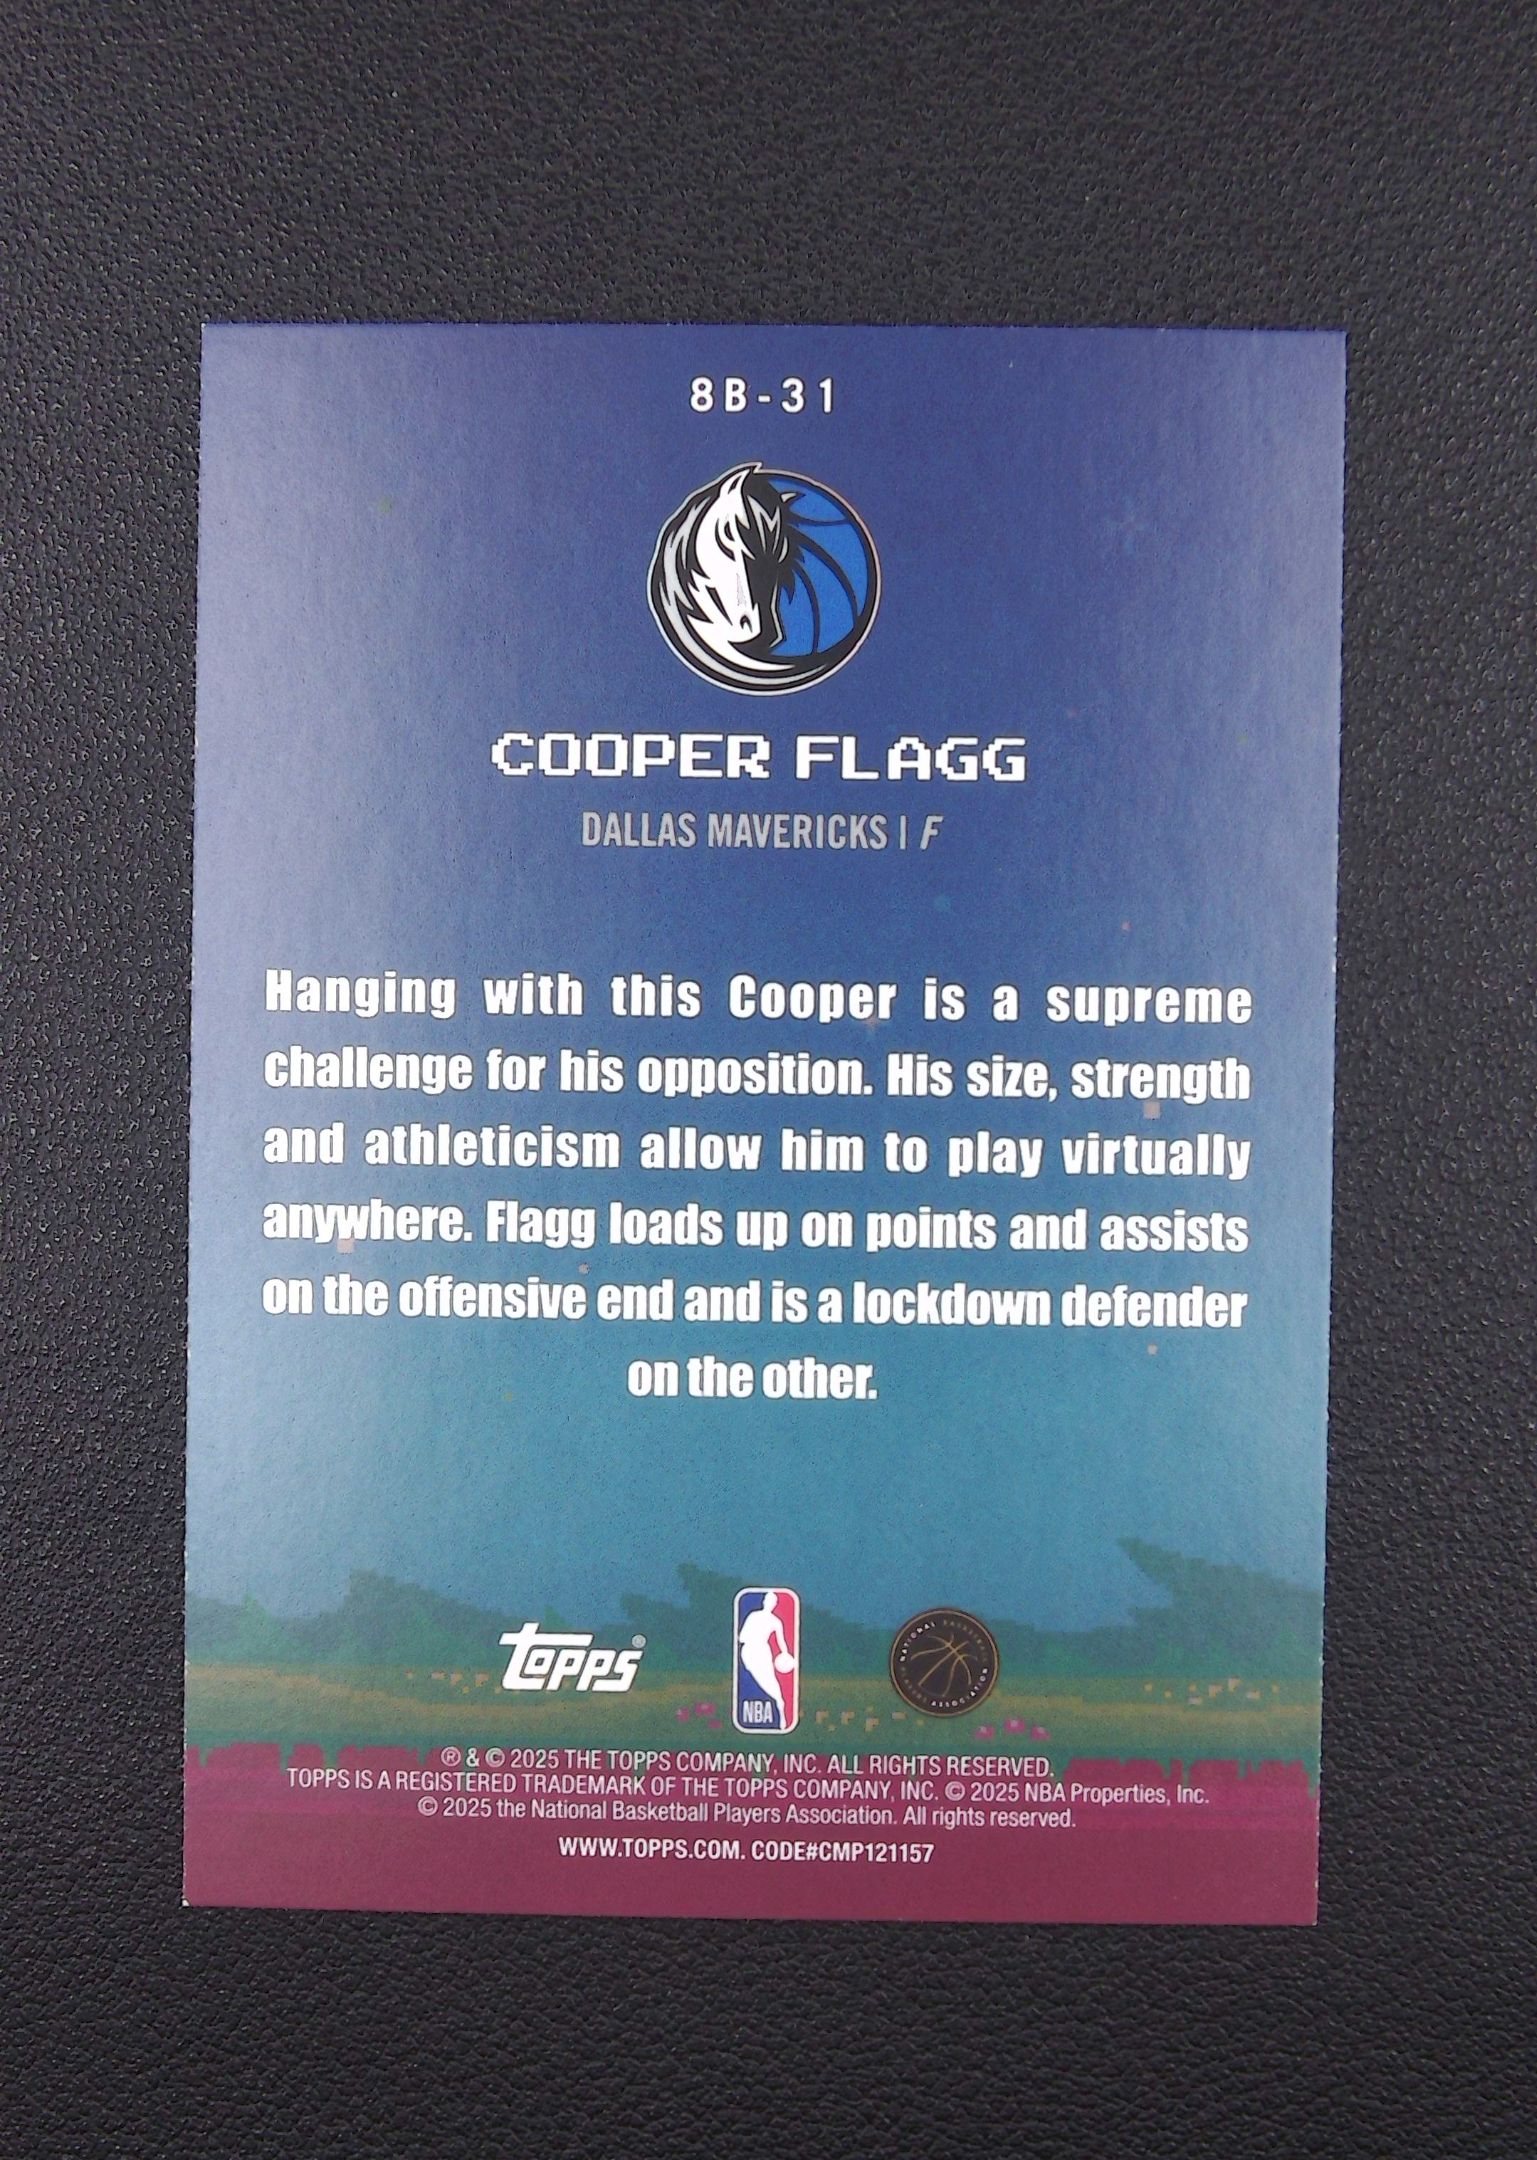 8B-31
COOPER FLAGG
DALLAS MAVERICKS | F
Hanging with this Cooper is a supreme
challenge for his opposition. His size, strength
and athleticism allow him to play virtually
anywhere. Flagg loads up on points and assists
on the offensive end and is a lockdown defender
on the other.
TOPPS®
NBA
NATIONAL BASKETBALL PLAYERS ASSOCIATION
® & © 2025 THE TOPPS COMPANY, INC. ALL RIGHTS RESERVED.
TOPPS IS A REGISTERED TRADEMARK OF THE TOPPS COMPANY, INC. © 2025 NBA Properties, Inc.
© 2025 the National Basketball Players Association. All rights reserved.
WWW.TOPPS.COM. CODE#CMP121157